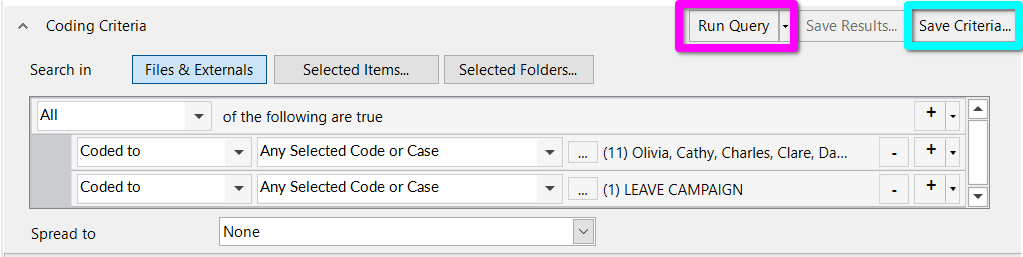 Coding Criteria Run Query Save Results... Save Criteria...
Search in Files & Externals Selected Items... Selected Folders...
All of the following are true +
Coded to Any Selected Code or Case ... (11) Olivia, Cathy, Charles, Clare, Da... - +
Coded to Any Selected Code or Case ... (1) LEAVE CAMPAIGN - +
Spread to None